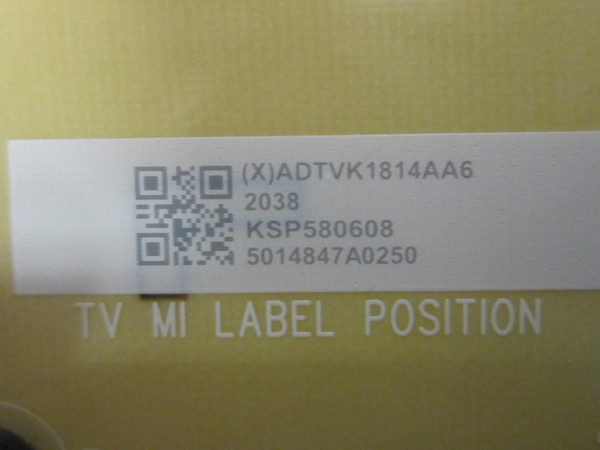 (X)ADTVK1814AA6
2038
KSP580608
5014847A0250
TV MI LABEL POSITION